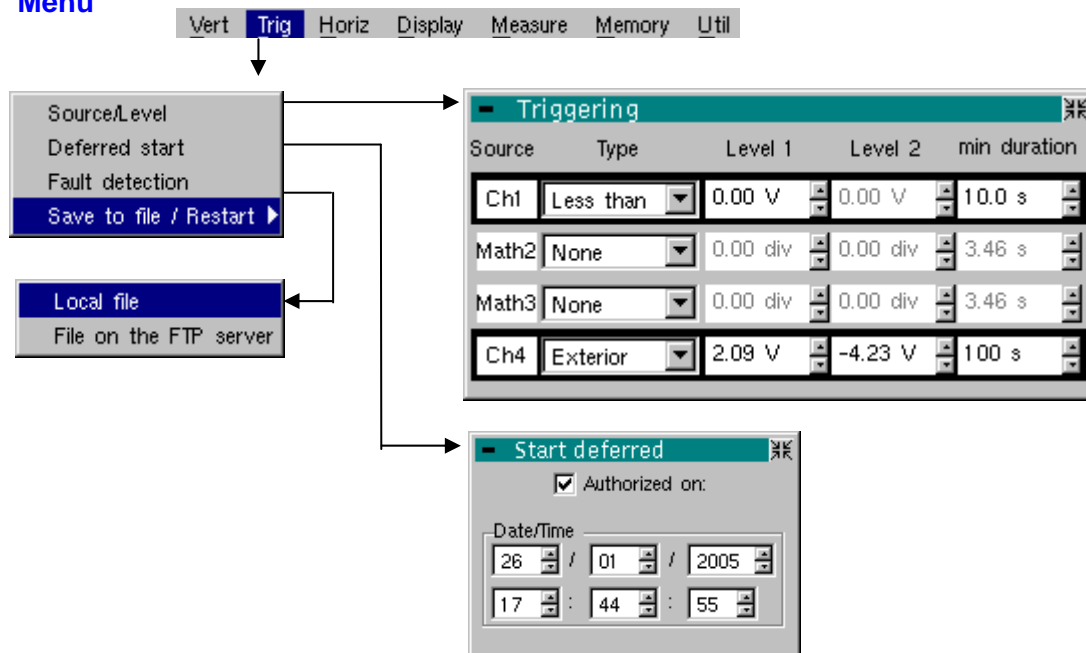 Menu
Vert Trig Horiz Display Measure Memory Util
Source/Level
Deferred start
Fault detection
Save to file / Restart
Local file
File on the FTP server
Triggering
Source Type Level 1 Level 2 min duration
Ch1 Less than 0.00 V 0.00 V 10.0 s
Math2 None 0.00 div 0.00 div 3.46 s
Math3 None 0.00 div 0.00 div 3.46 s
Ch4 Exterior 2.09 V -4.23 V 100 s
Start deferred
Authorized on:
Date/Time
26 / 01 / 2005
17 : 44 : 55